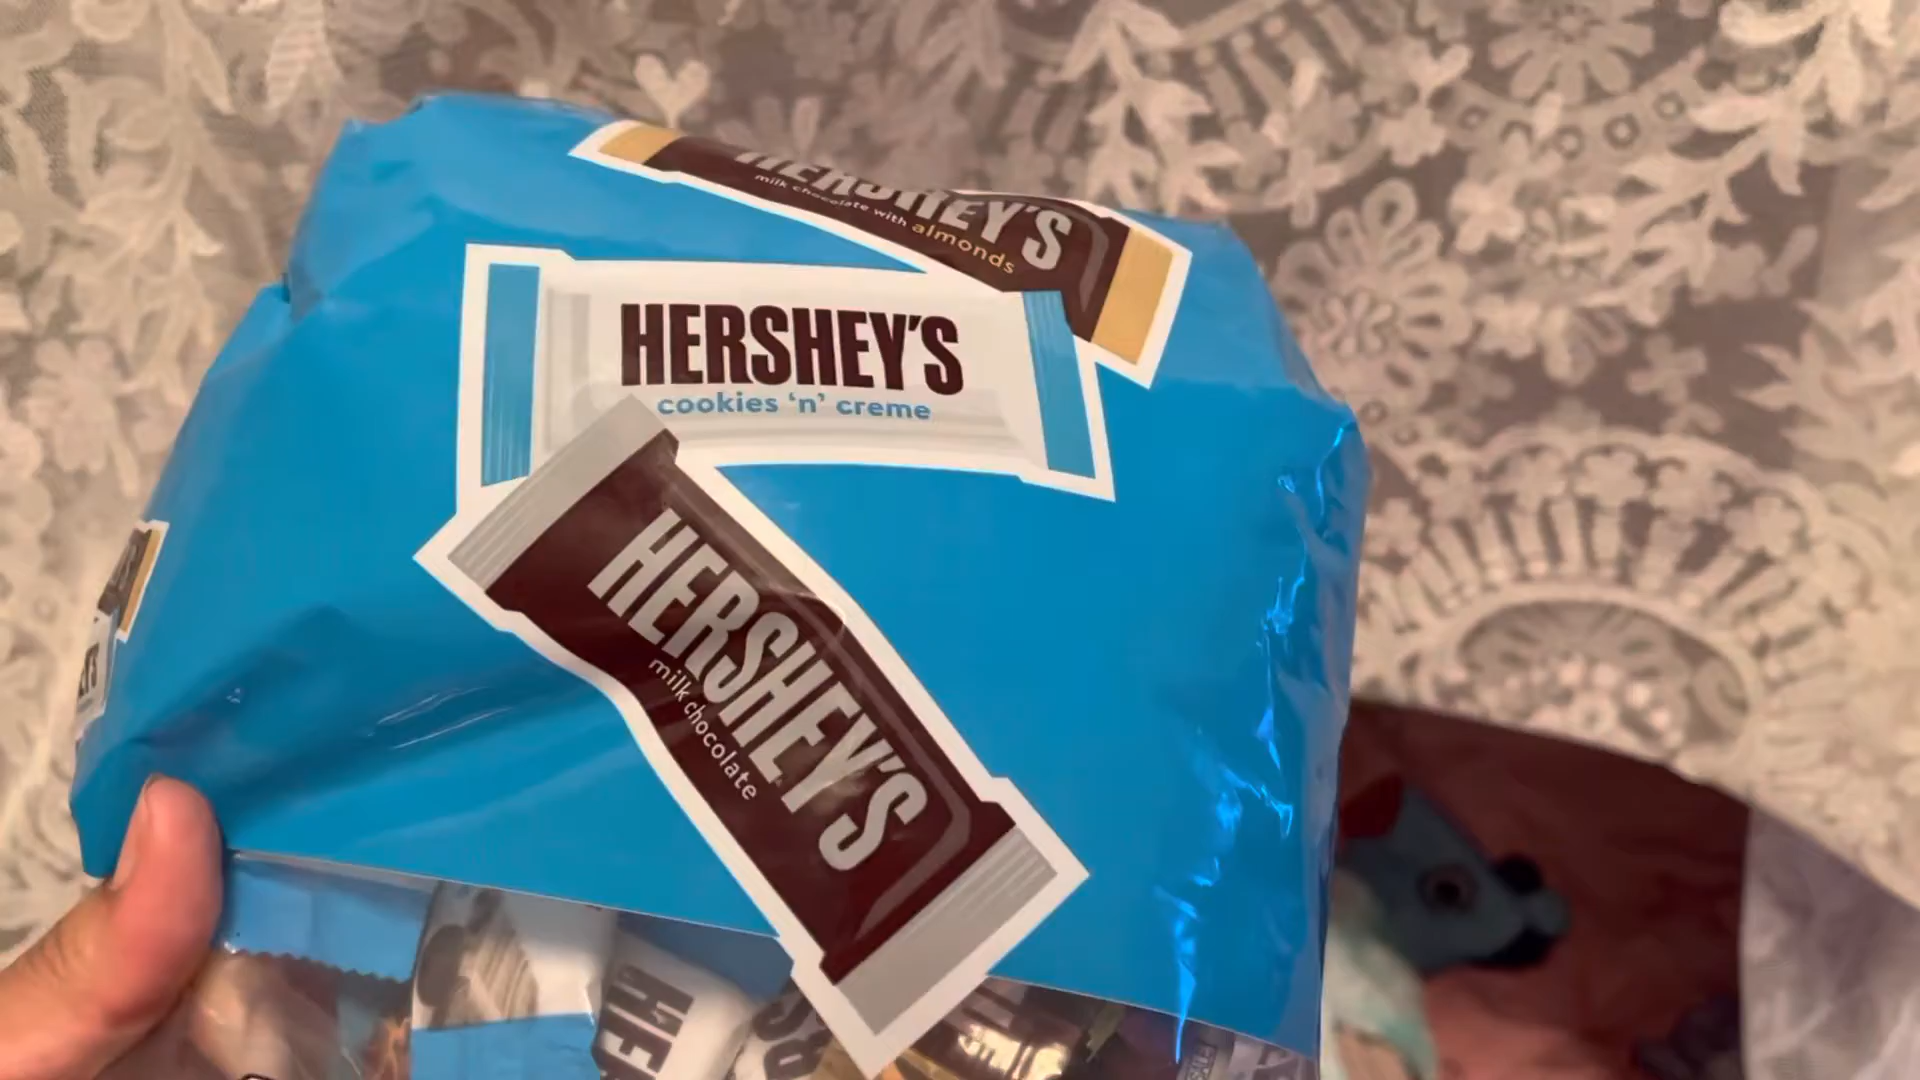 HERSHEY'S
milk chocolate with almonds
HERSHEY'S
cookies 'n' creme
HERSHEY'S
milk chocolate